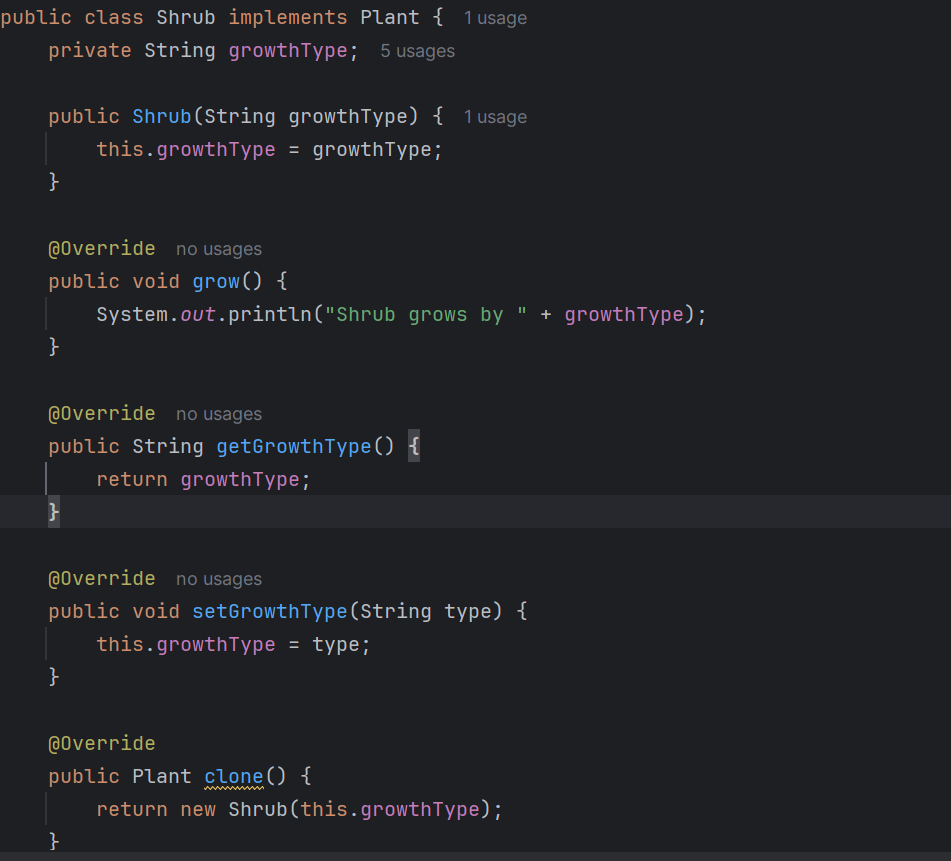 public class Shrub implements Plant {  1 usage
    private String growthType;  5 usages
    public Shrub(String growthType) {  1 usage
        this.growthType = growthType;
    }
    @Override  no usages
    public void grow() {
        System.out.println("Shrub grows by " + growthType);
    }
    @Override  no usages
    public String getGrowthType() {
        return growthType;
    }
    @Override  no usages
    public void setGrowthType(String type) {
        this.growthType = type;
    }
    @Override
    public Plant clone() {
        return new Shrub(this.growthType);
    }